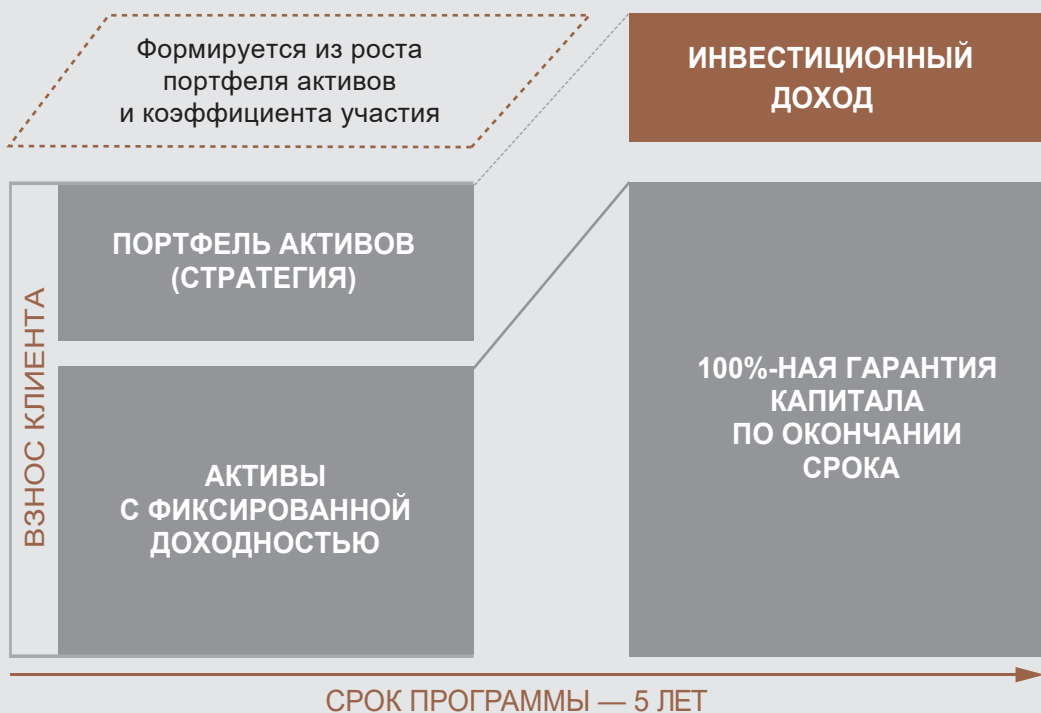 Формируется из роста
портфеля активов
и коэффициента участия
ИНВЕСТИЦИОННЫЙ
ДОХОД
ВЗНОС КЛИЕНТА
ПОРТФЕЛЬ АКТИВОВ
(СТРАТЕГИЯ)
АКТИВЫ
С ФИКСИРОВАННОЙ
ДОХОДНОСТЬЮ
100%-НАЯ ГАРАНТИЯ
КАПИТАЛА
ПО ОКОНЧАНИИ
СРОКА
СРОК ПРОГРАММЫ — 5 ЛЕТ